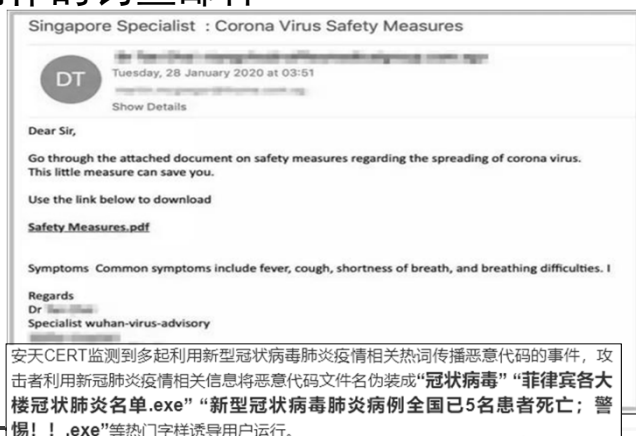 Singapore Specialist : Corona Virus Safety Measures
DT
Tuesday, 28 January 2020 at 03:51
Show Details
Dear Sir,
Go through the attached document on safety measures regarding the spreading of corona virus.
This little measure can save you.
Use the link below to download
Safety Measures.pdf
Symptoms Common symptoms include fever, cough, shortness of breath, and breathing difficulties. I
Regards
Dr
Specialist wuhan-virus-advisory
安天CERT监测到多起利用新型冠状病毒肺炎疫情相关热词传播恶意代码的事件，攻
击者利用新冠肺炎疫情相关信息将恶意代码文件名伪装成“冠状病毒” “菲律宾各大
楼冠状肺炎名单.exe” “新型冠状病毒肺炎病例全国已5名患者死亡；警
惕！！.exe”等热门字样诱导用户运行。